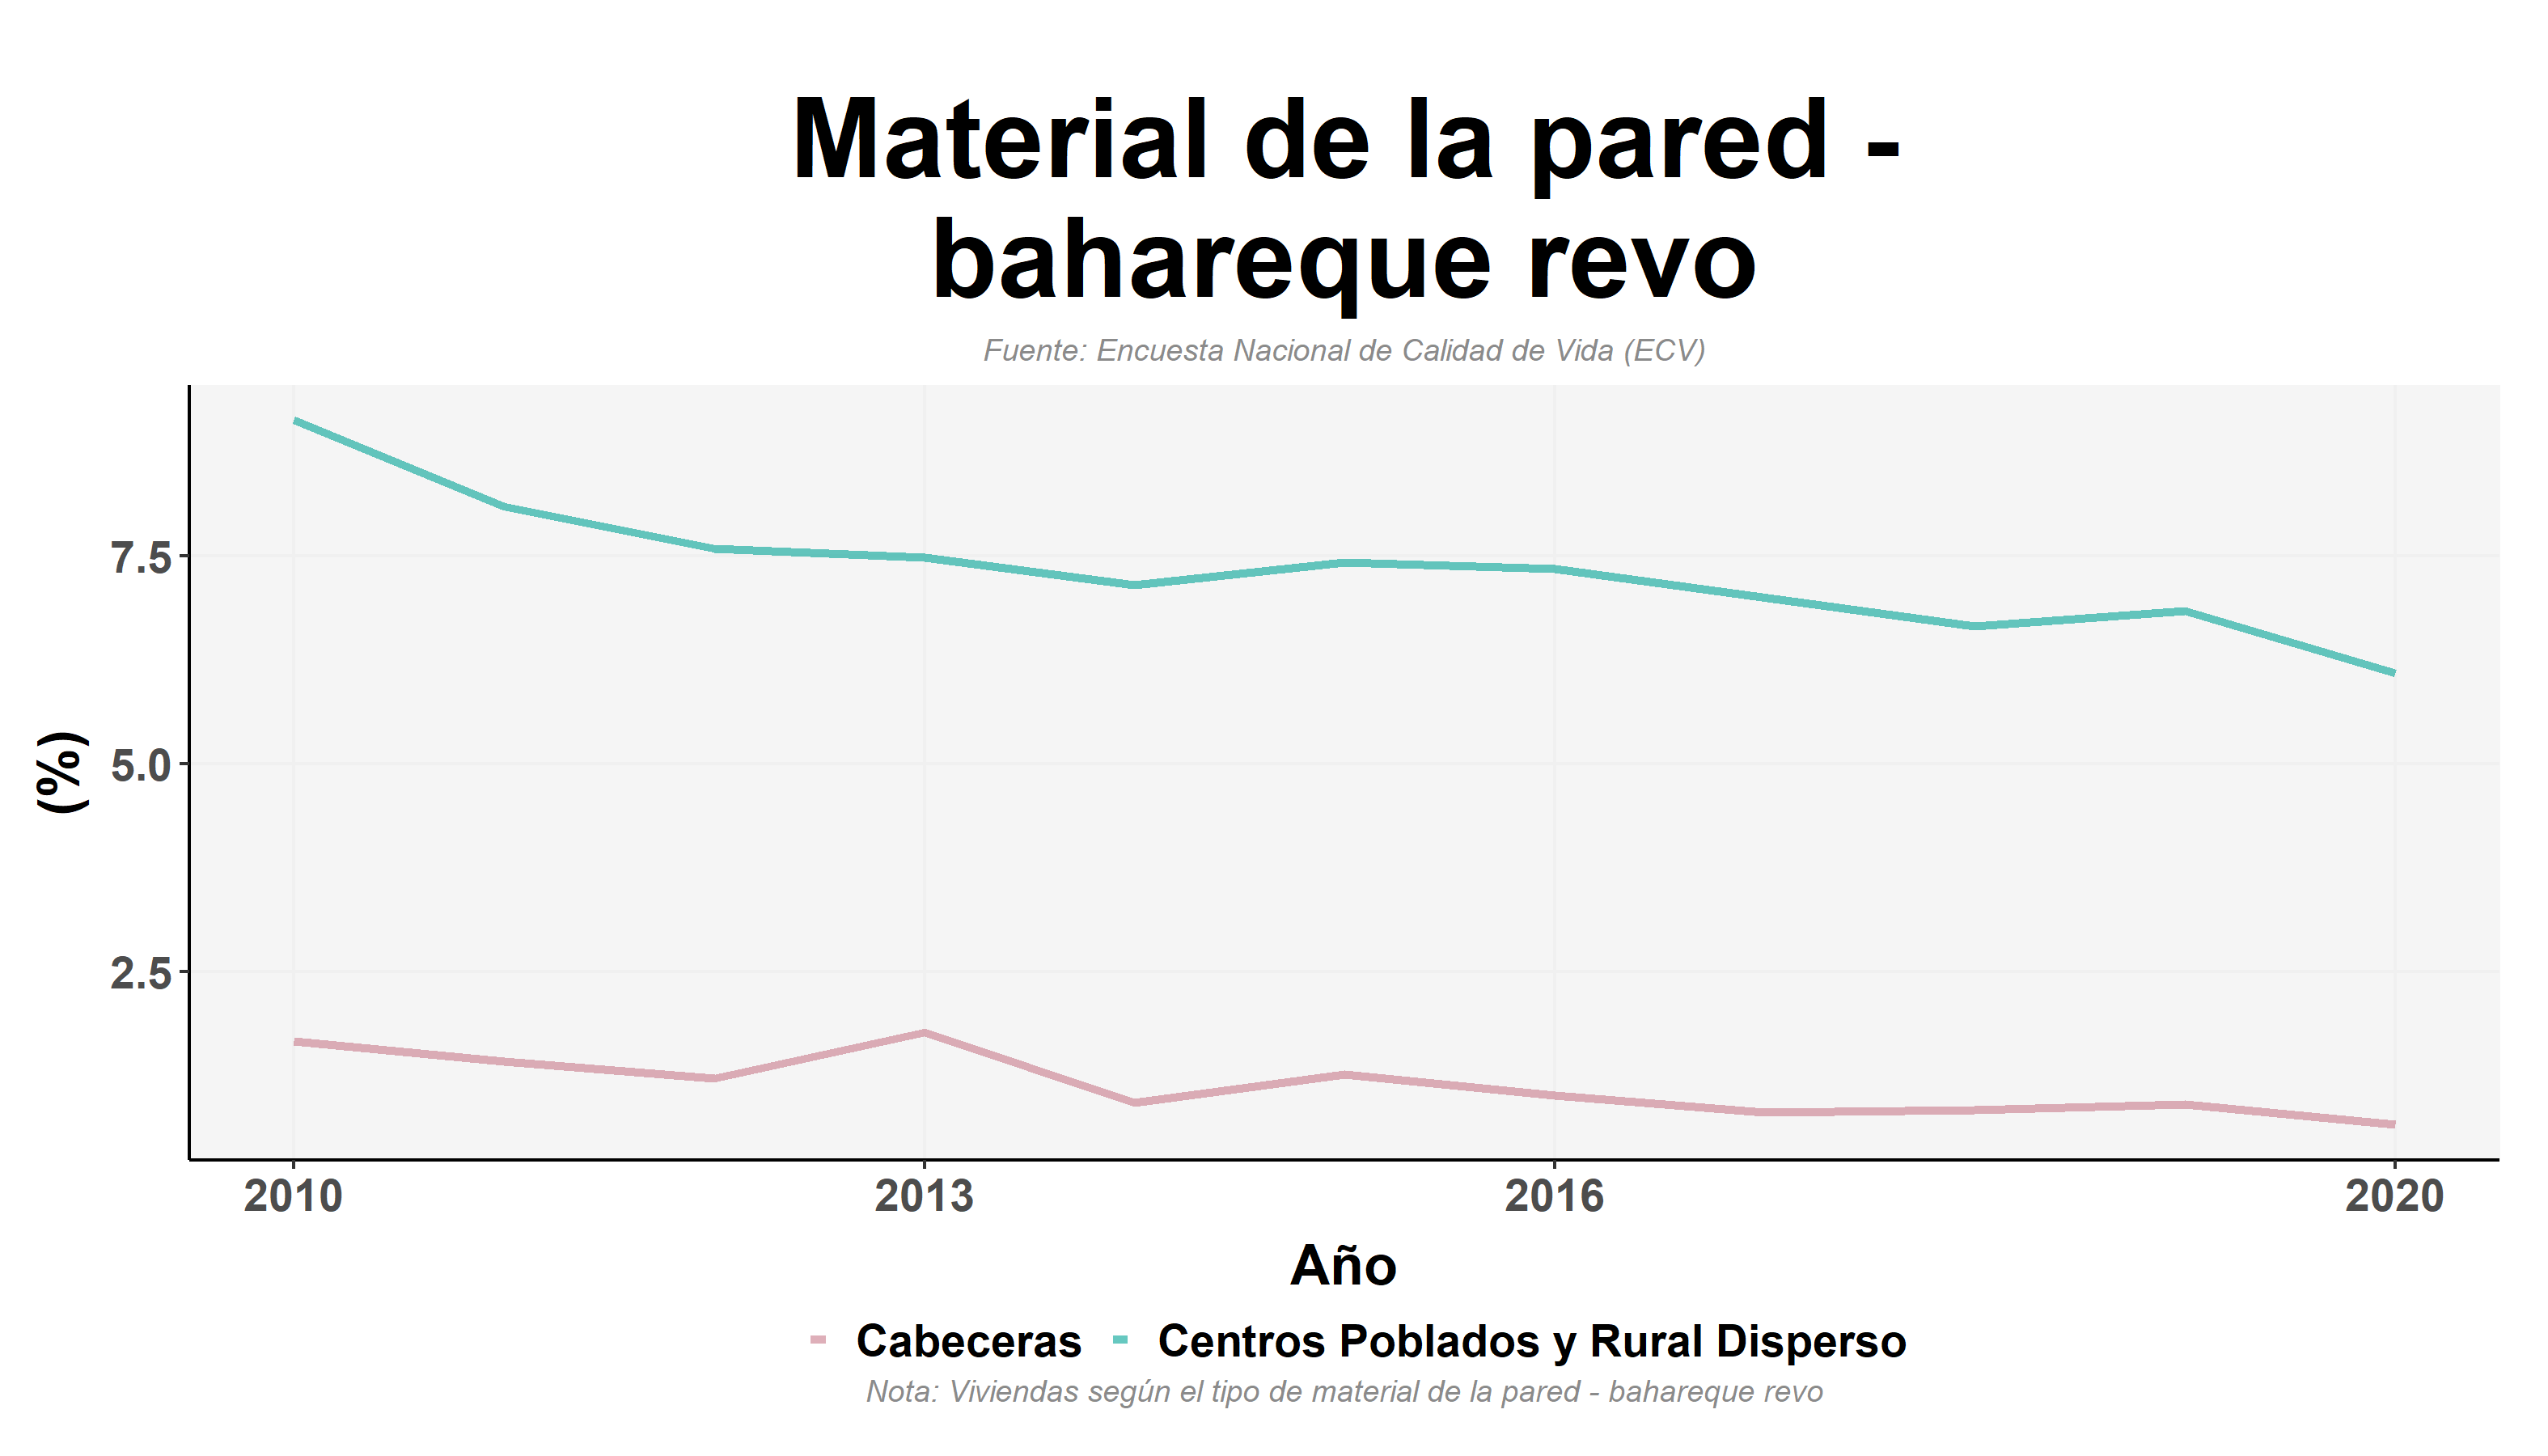 Material de la pared -
bahareque revo
Fuente: Encuesta Nacional de Calidad de Vida (ECV)
(%)
7.5
5.0
2.5
2010 2013 2016 2020
Año
Cabeceras Centros Poblados y Rural Disperso
Nota: Viviendas según el tipo de material de la pared - bahareque revo